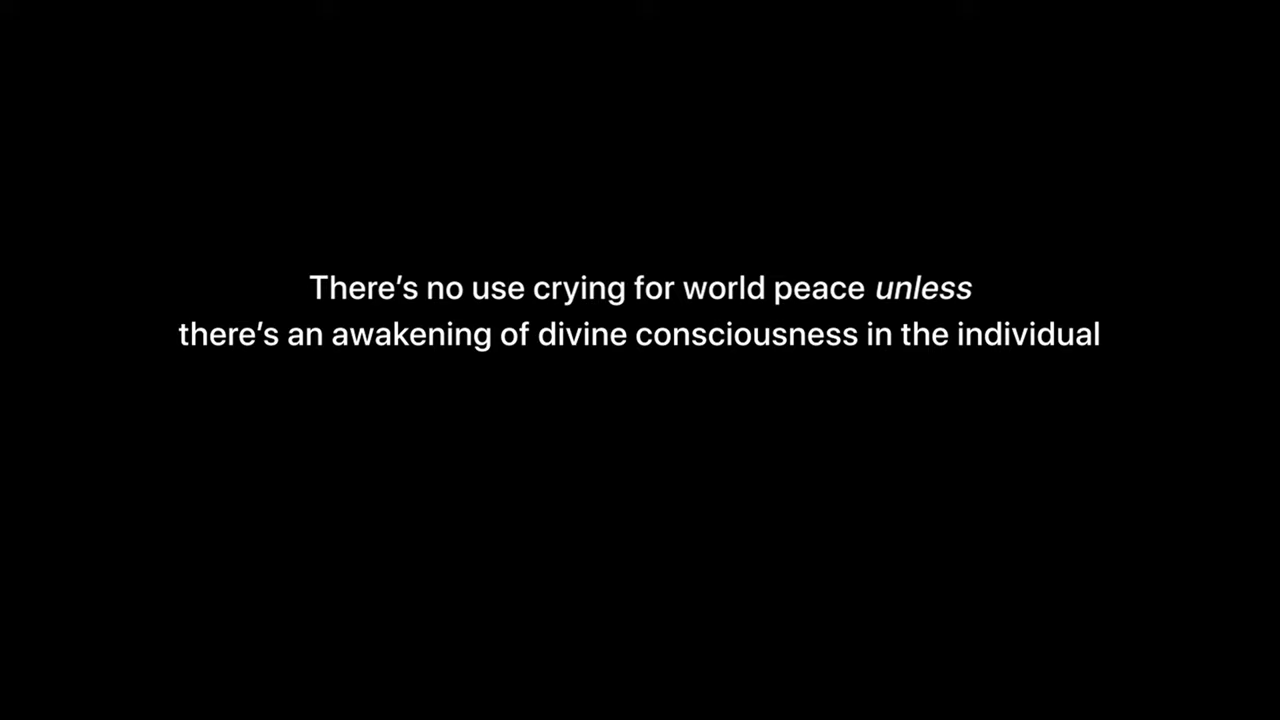 There’s no use crying for world peace unless
there’s an awakening of divine consciousness in the individual